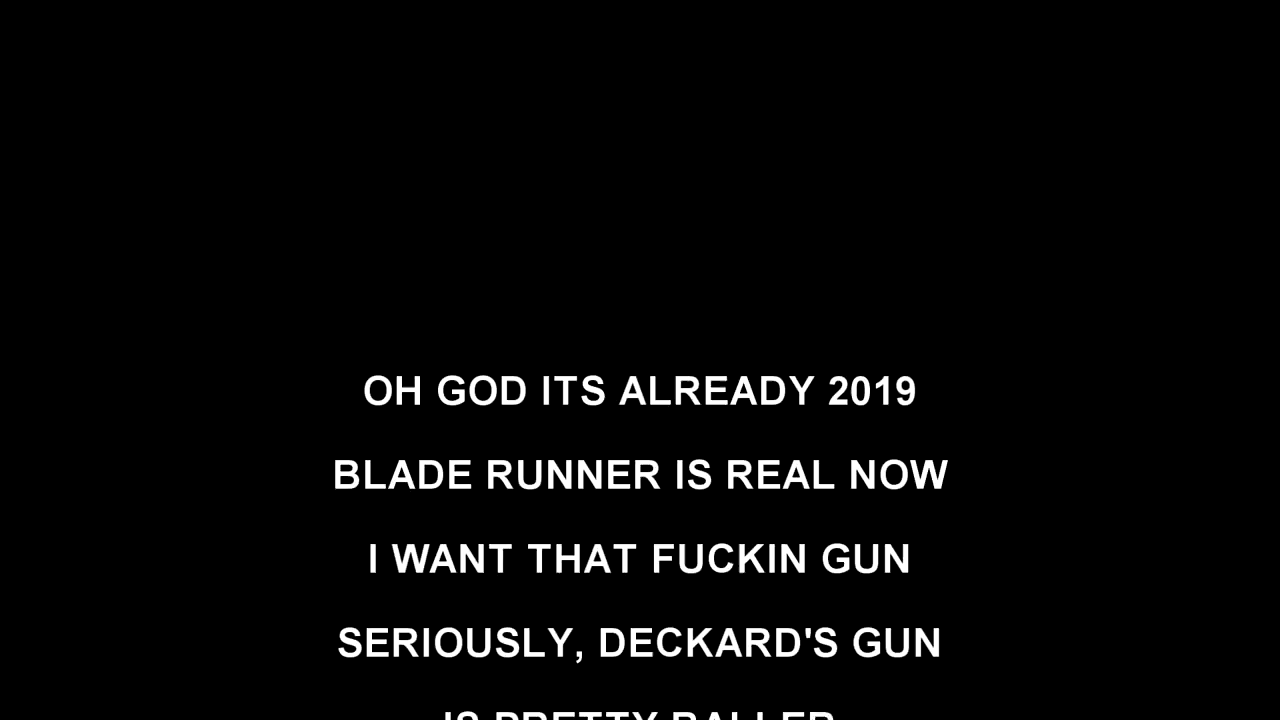 OH GOD ITS ALREADY 2019
BLADE RUNNER IS REAL NOW
I WANT THAT FUCKIN GUN
SERIOUSLY, DECKARD'S GUN
IS PRETTY BALLER